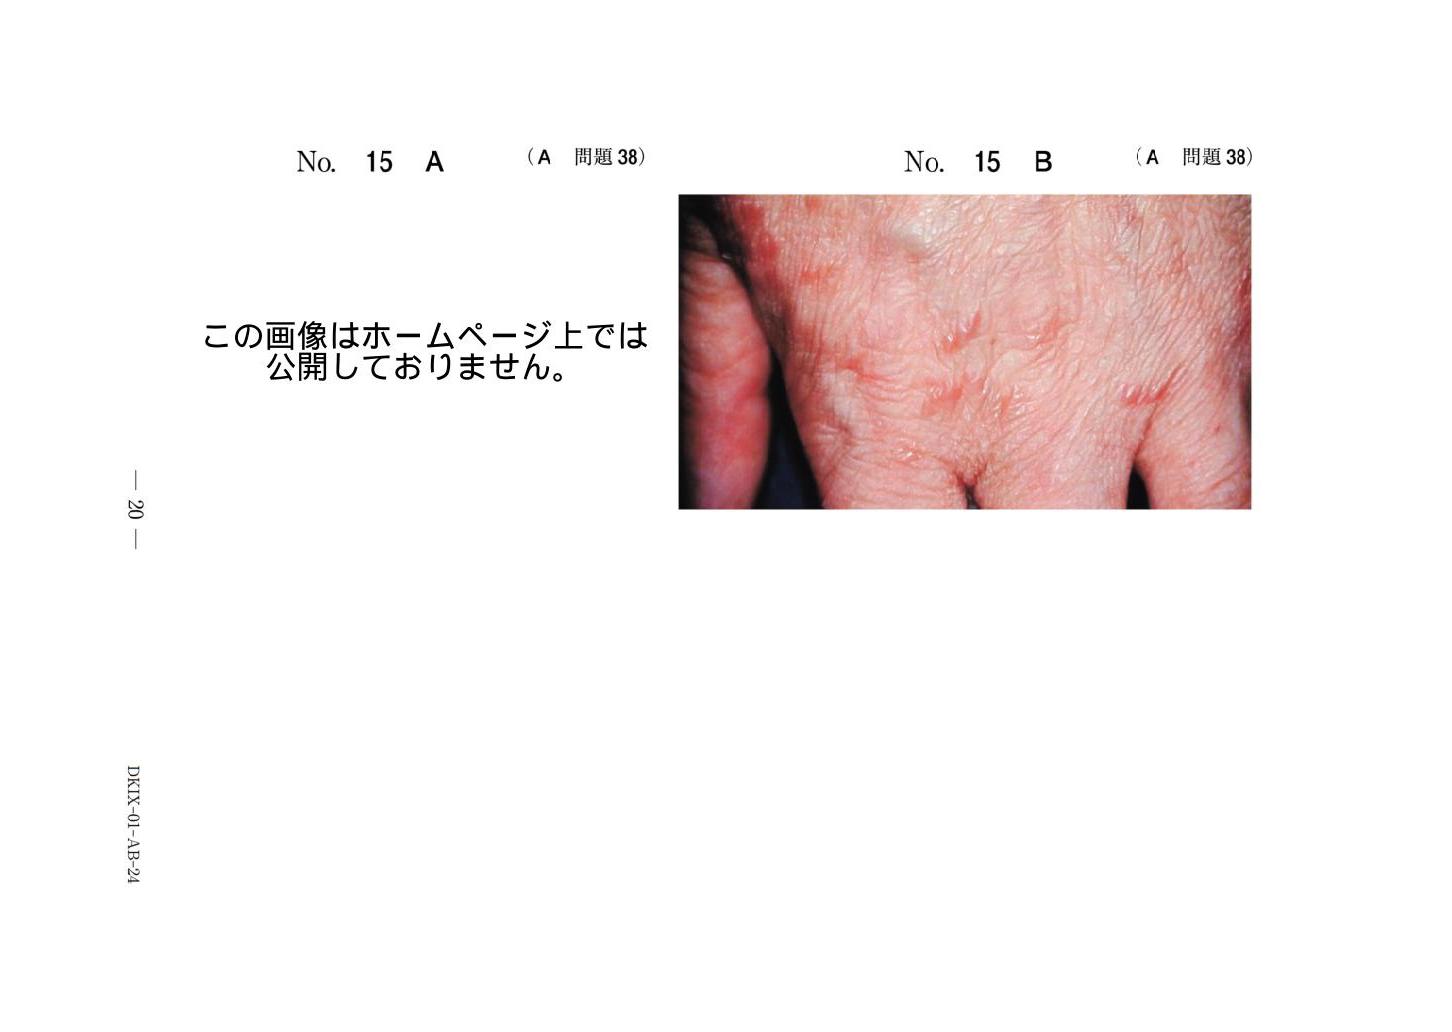 No. 15 A (A 問題 38)
この画像はホームページ上では
公開しておりません。
No. 15 B (A 問題 38)
— 20 —
DKIX-01-AB-24